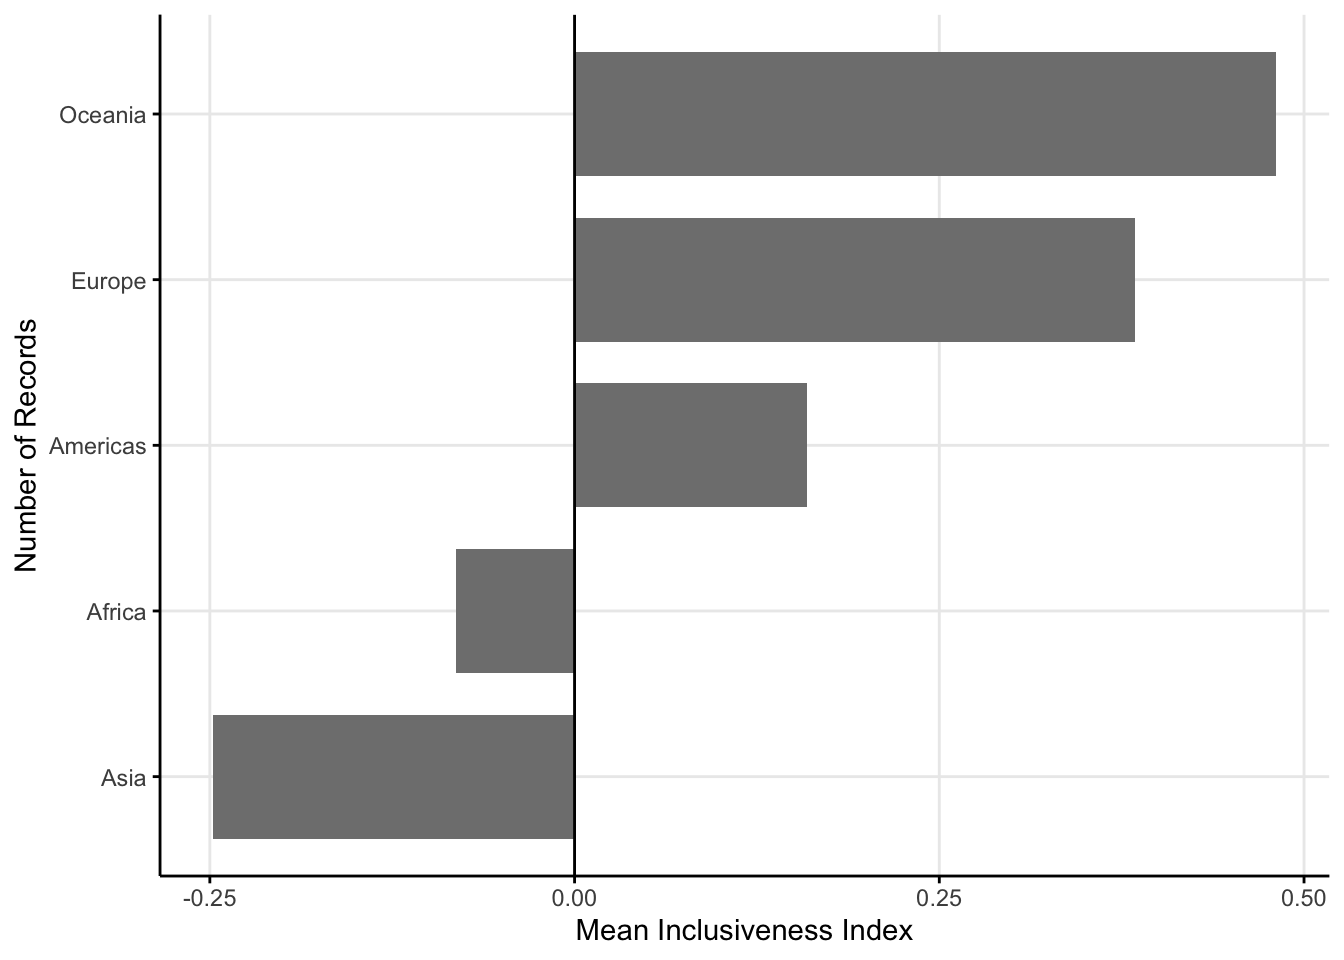 Number of Records
Oceania
Europe
Americas
Africa
Asia
-0.25
0.00
0.25
0.50
Mean Inclusiveness Index